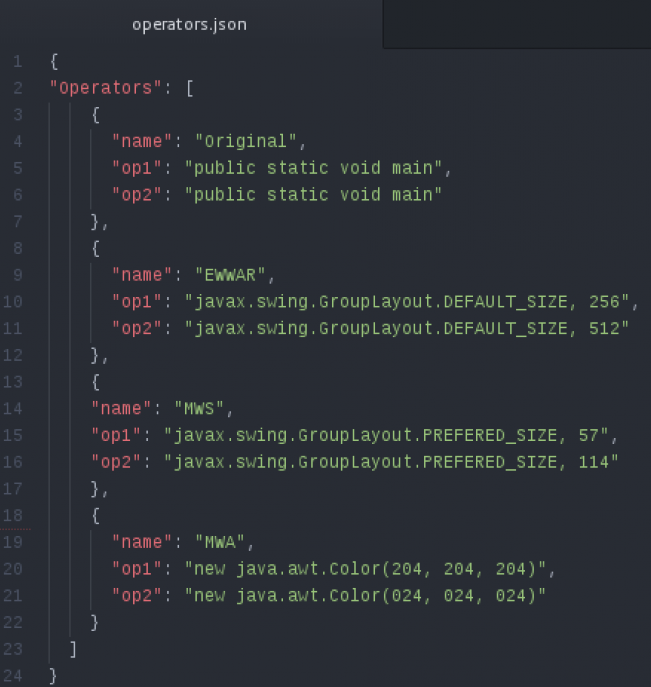 operators.json
1 {
2 "Operators": [
3 {
4 "name": "Original",
5 "op1": "public static void main",
6 "op2": "public static void main"
7 },
8 {
9 "name": "EWWAR",
10 "op1": "javax.swing.GroupLayout.DEFAULT_SIZE, 256",
11 "op2": "javax.swing.GroupLayout.DEFAULT_SIZE, 512"
12 },
13 {
14 "name": "MWS",
15 "op1": "javax.swing.GroupLayout.PREFERED_SIZE, 57",
16 "op2": "javax.swing.GroupLayout.PREFERED_SIZE, 114"
17 },
18 {
19 "name": "MWA",
20 "op1": "new java.awt.Color(204, 204, 204)",
21 "op2": "new java.awt.Color(024, 024, 024)"
22 }
23 ]
24 }